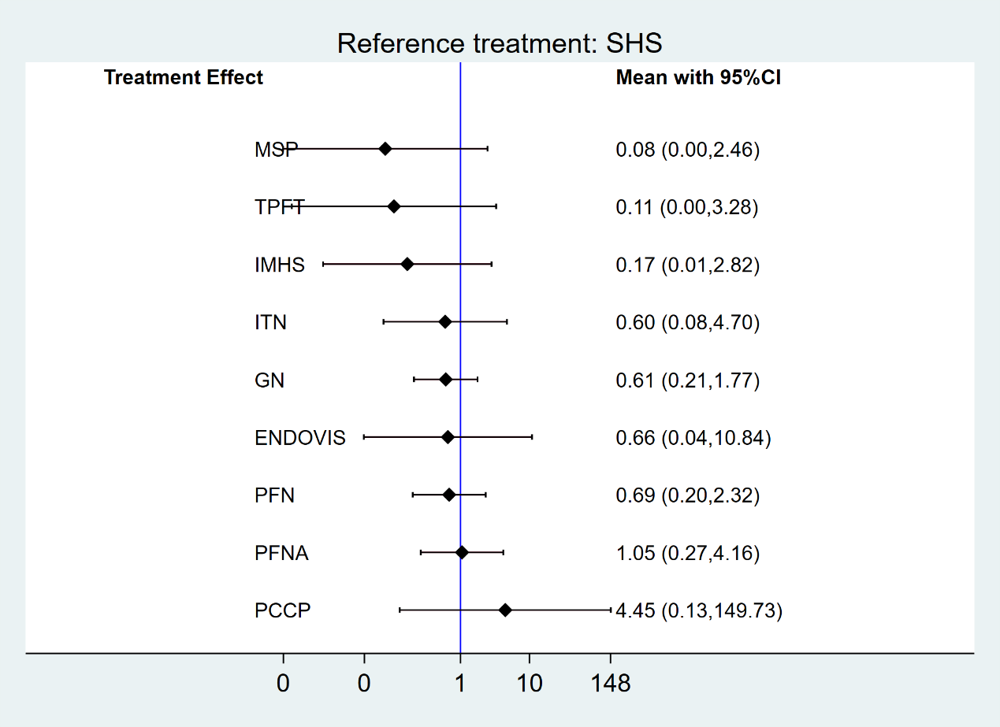 Reference treatment: SHS
Treatment Effect Mean with 95%CI
MSP 0.08 (0.00,2.46)
TPFT 0.11 (0.00,3.28)
IMHS 0.17 (0.01,2.82)
ITN 0.60 (0.08,4.70)
GN 0.61 (0.21,1.77)
ENDOVIS 0.66 (0.04,10.84)
PFN 0.69 (0.20,2.32)
PFNA 1.05 (0.27,4.16)
PCCP 4.45 (0.13,149.73)
0 0 1 10 148